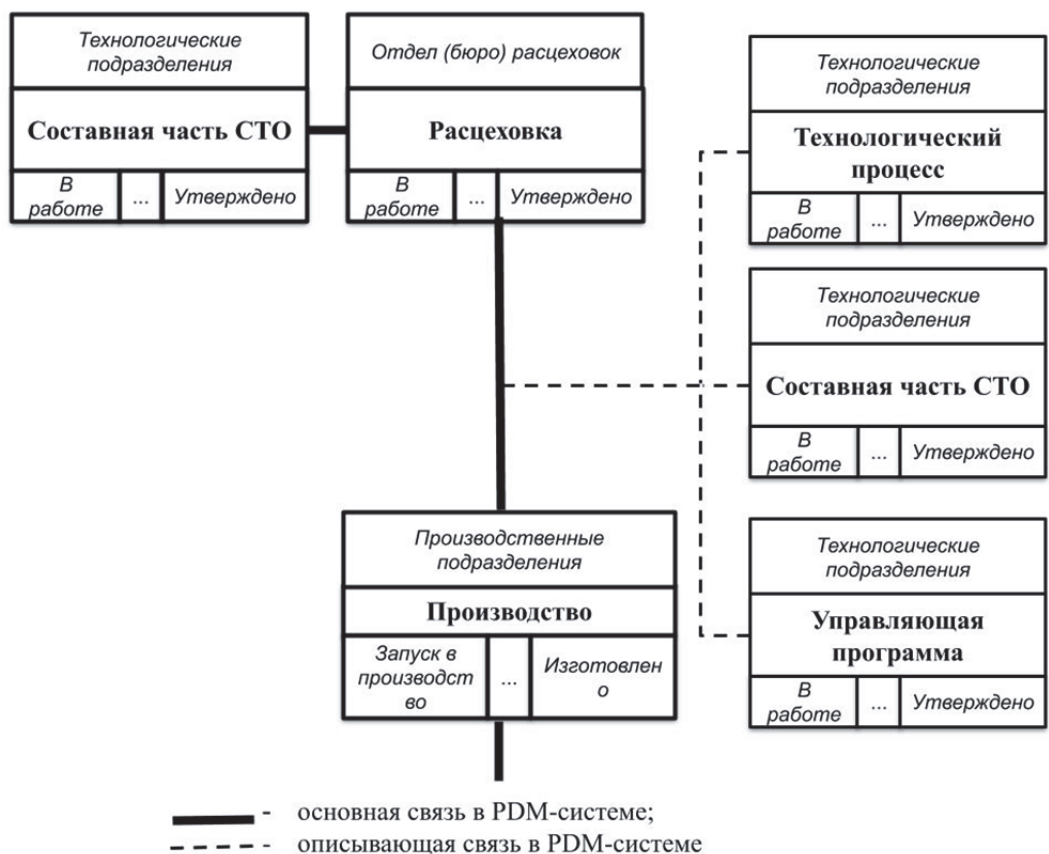 Технологические
подразделения
Составная часть СТО
В
работе
...
Утверждено
Отдел (бюро) расцеховок
Расцеховка
В
работе
...
Утверждено
Технологические
подразделения
Технологический
процесс
В
работе
...
Утверждено
Технологические
подразделения
Составная часть СТО
В
работе
...
Утверждено
Производственные
подразделения
Производство
Запуск в
производст
во
...
Изготовлен
о
Технологические
подразделения
Управляющая
программа
В
работе
...
Утверждено
- основная связь в PDM-системе;
- описывающая связь в PDM-системе